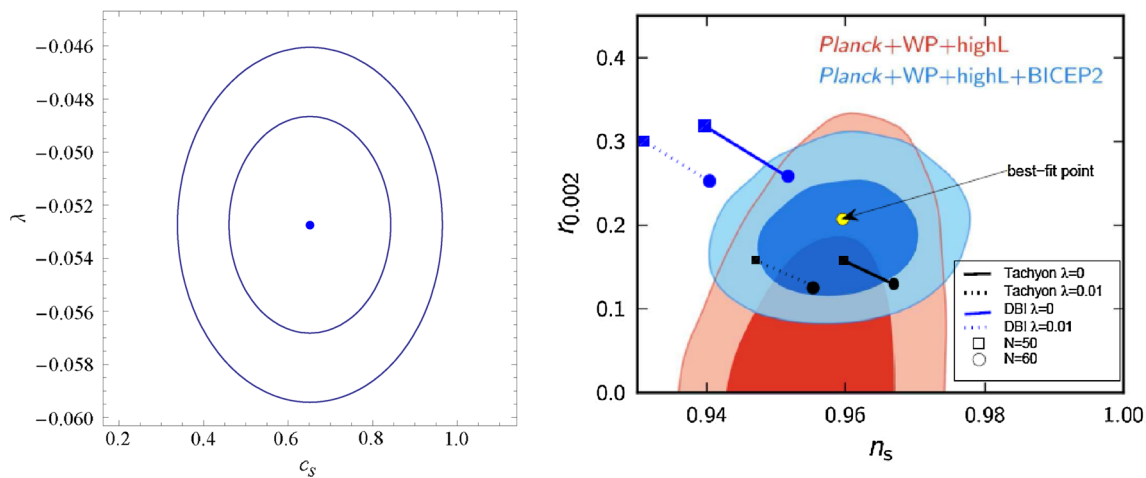 −0.046
−0.048
−0.050
−0.052
−0.054
−0.056
−0.058
−0.060
λ
0.2 0.4 0.6 0.8 1.0
c_s
0.4
0.3
0.2
0.1
0.0
r_0.002
Planck+WP+highL
Planck+WP+highL+BICEP2
best-fit point
Tachyon λ=0
Tachyon λ=0.01
DBI λ=0
DBI λ=0.01
N=50
N=60
0.94 0.96 0.98 1.00
n_s